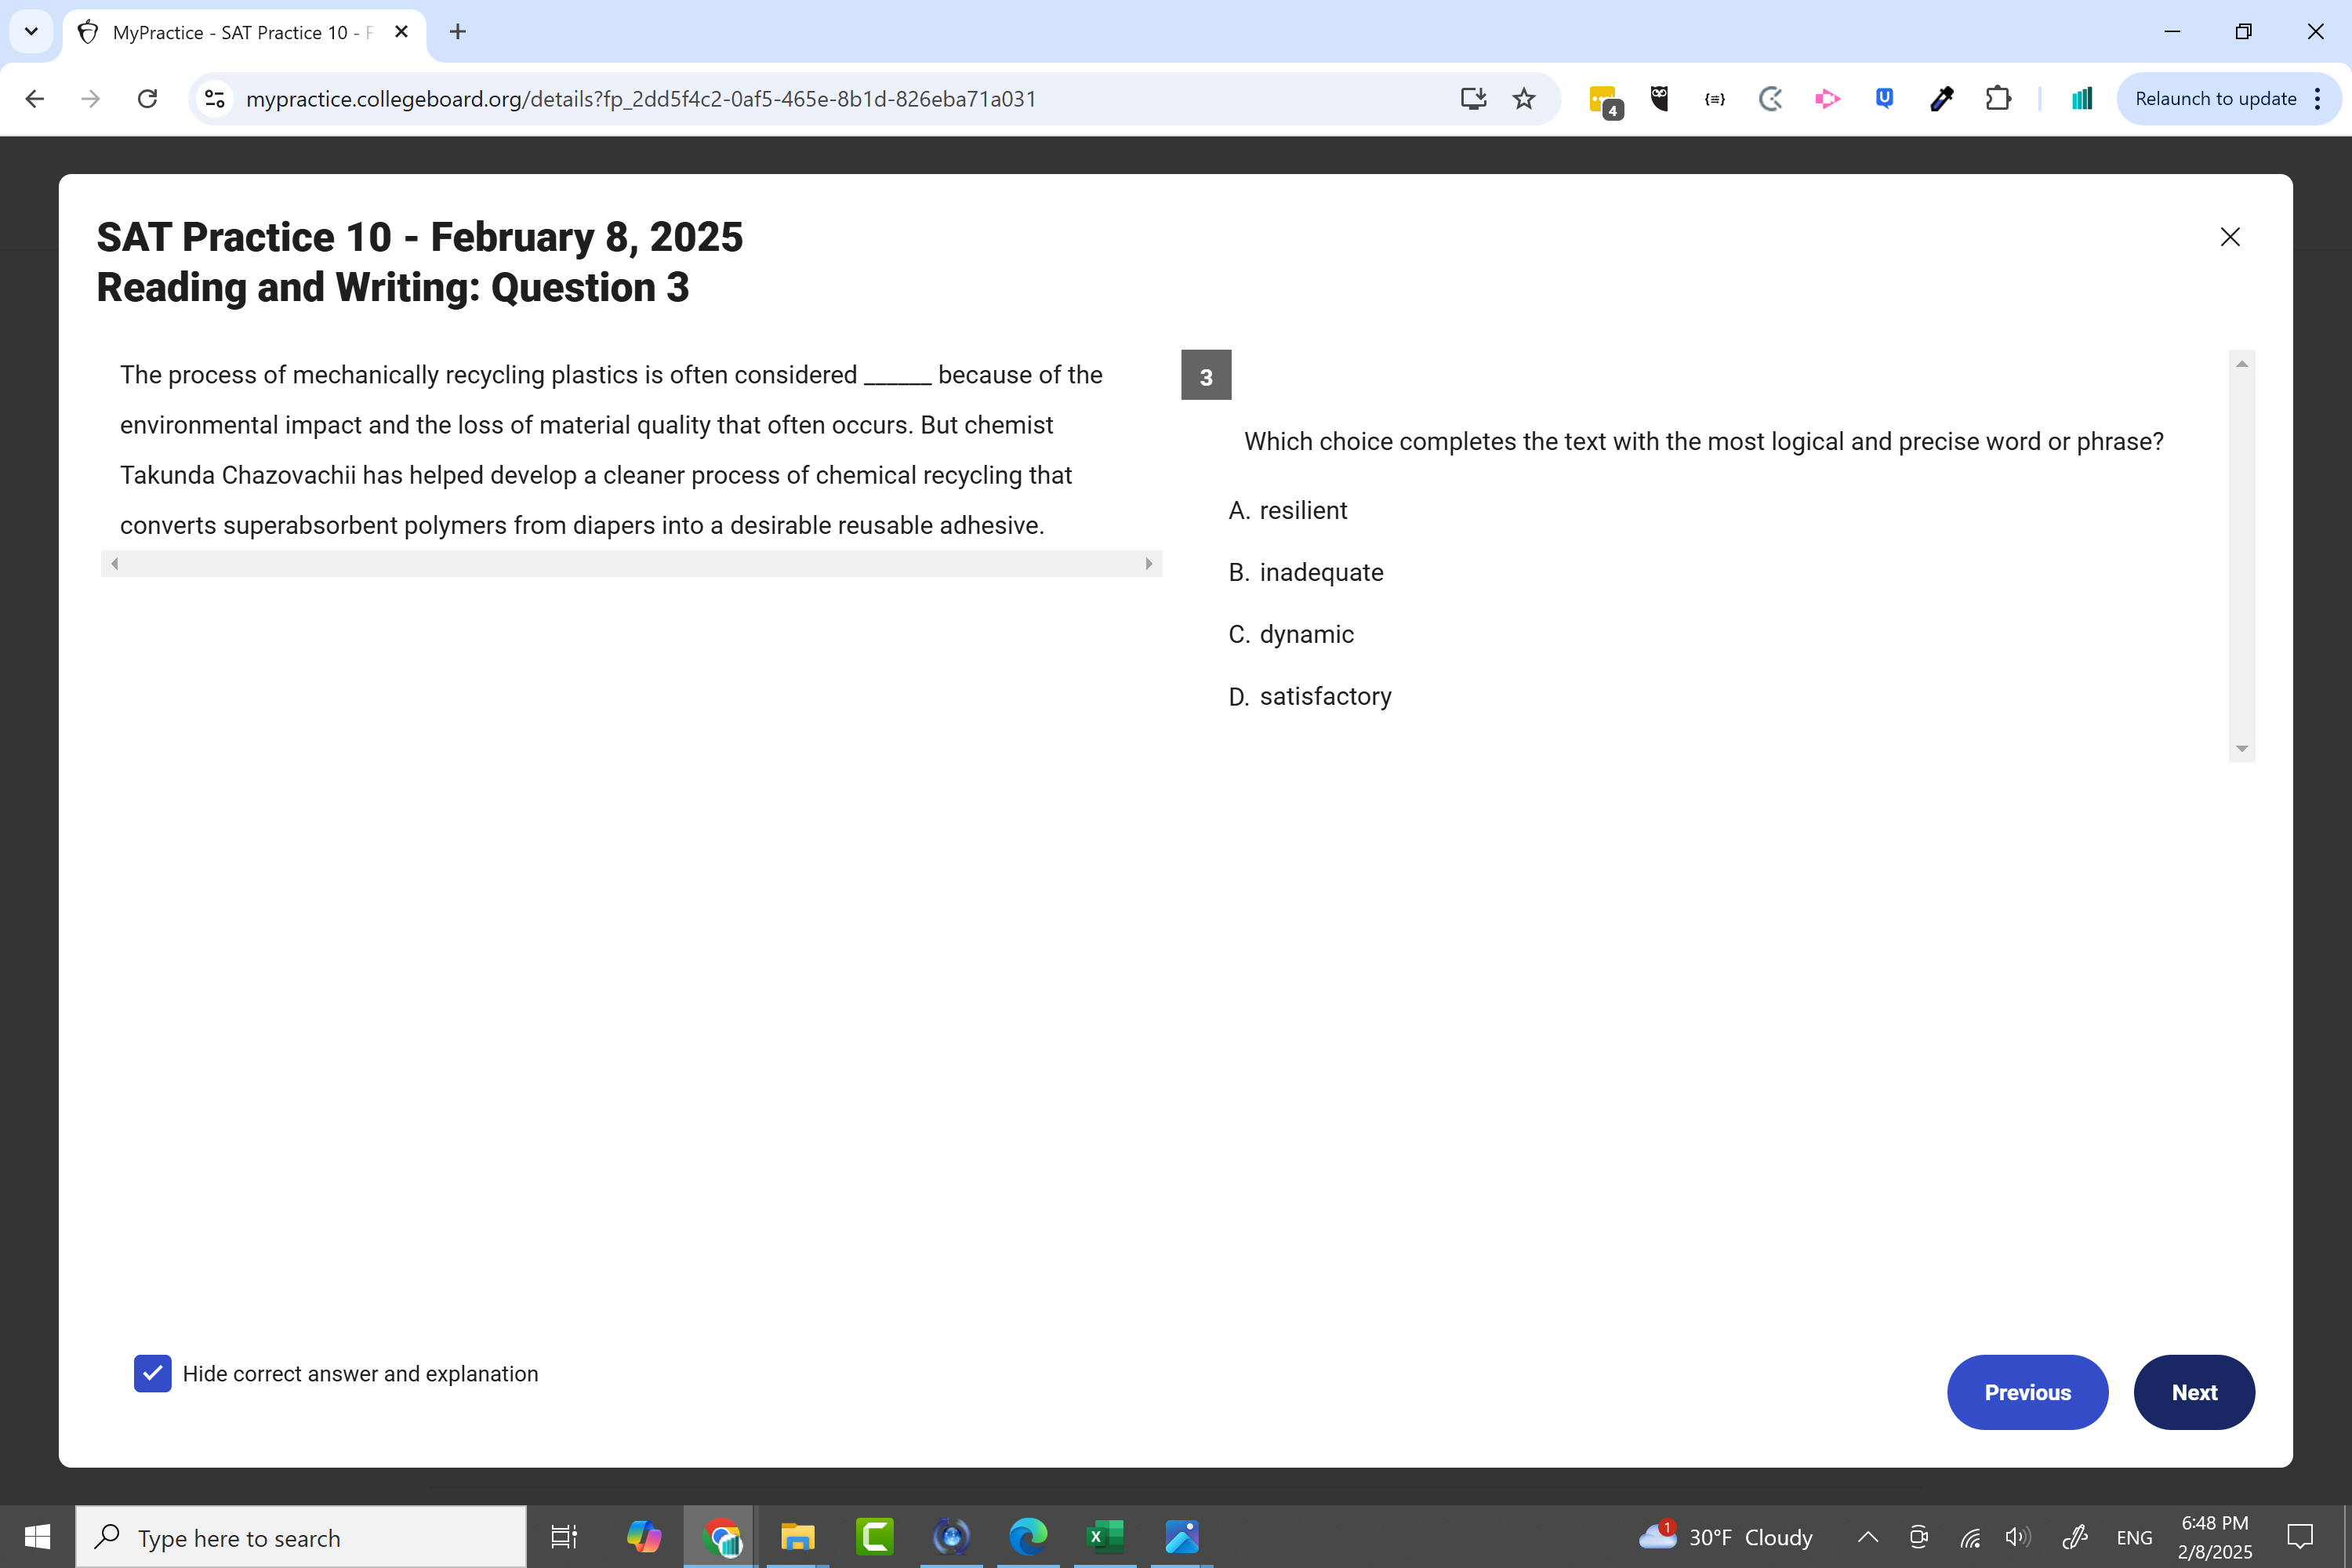 MyPractice - SAT Practice 10 -
mypractice.collegeboard.org/details?fp_2dd5f4c2-0af5-465e-8b1d-826eba71a031
4
Relaunch to update
SAT Practice 10 - February 8, 2025
Reading and Writing: Question 3
The process of mechanically recycling plastics is often considered ______ because of the
environmental impact and the loss of material quality that often occurs. But chemist
Takunda Chazovachii has helped develop a cleaner process of chemical recycling that
converts superabsorbent polymers from diapers into a desirable reusable adhesive.
3
Which choice completes the text with the most logical and precise word or phrase?
A. resilient
B. inadequate
C. dynamic
D. satisfactory
Hide correct answer and explanation
Previous
Next
Type here to search
1
30°F Cloudy
ENG
6:48 PM
2/8/2025